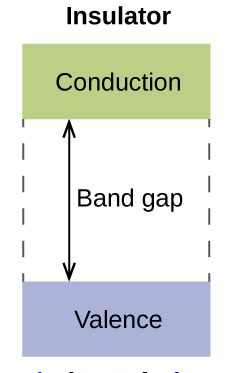 Insulator
Conduction
Band gap
Valence